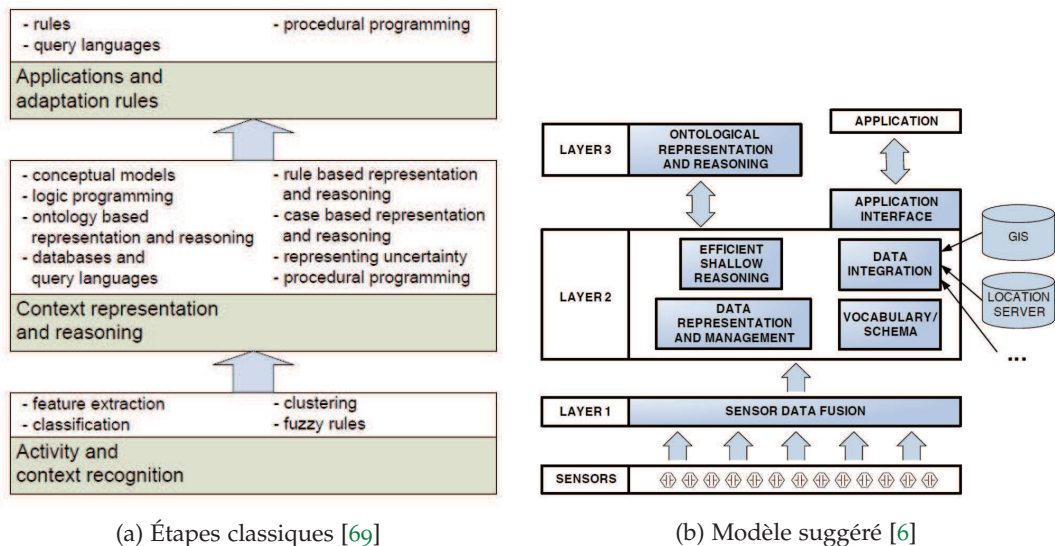 - rules
- query languages
- procedural programming
Applications and
adaptation rules
- conceptual models
- logic programming
- ontology based
representation and reasoning
- databases and
query languages
- rule based representation
and reasoning
- case based representation
and reasoning
- representing uncertainty
- procedural programming
Context representation
and reasoning
- feature extraction
- classification
- clustering
- fuzzy rules
Activity and
context recognition
(a) Étapes classiques [69]
LAYER 3
ONTOLOGICAL
REPRESENTATION
AND REASONING
APPLICATION
APPLICATION
INTERFACE
LAYER 2
EFFICIENT
SHALLOW
REASONING
DATA
INTEGRATION
DATA
REPRESENTATION
AND MANAGEMENT
VOCABULARY/
SCHEMA
GIS
LOCATION
SERVER
...
LAYER 1
SENSOR DATA FUSION
SENSORS
(b) Modèle suggéré [6]